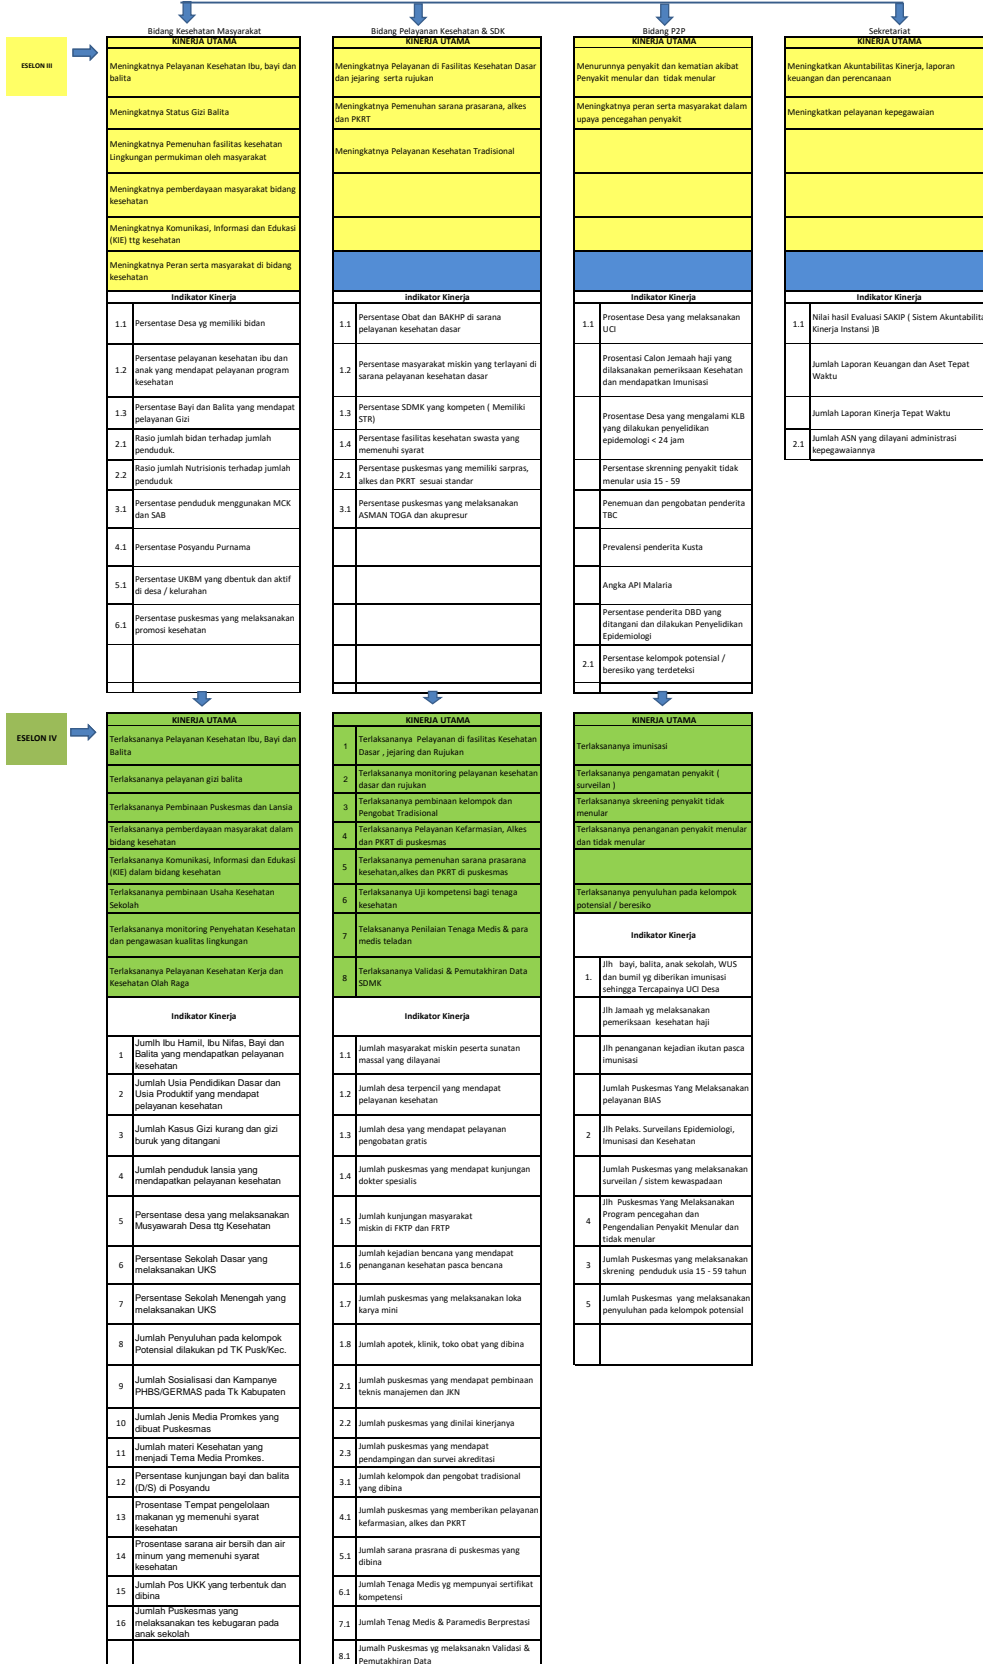 Bidang Kesehatan Masyarakat
KINERJA UTAMA
ESELON III
Meningkatnya Pelayanan Kesehatan Ibu, bayi dan
balita
Meningkatnya Status Gizi Balita
Meningkatnya Pemenuhan fasilitas kesehatan
Lingkungan permukiman oleh masyarakat
Meningkatnya pemberdayaan masyarakat bidang
kesehatan
Meningkatnya Komunikasi, Informasi dan Edukasi
(KIE) ttg kesehatan
Meningkatnya Peran serta masyarakat di bidang
kesehatan
Indikator Kinerja
1.1 Persentase Desa yg memiliki bidan
1.2 Persentase pelayanan kesehatan ibu dan
anak yang mendapat pelayanan program
kesehatan
1.3 Persentase Bayi dan Balita yang mendapat
pelayanan Gizi
2.1 Rasio jumlah bidan terhadap jumlah
penduduk.
2.2 Rasio jumlah Nutrisionis terhadap jumlah
penduduk
3.1 Persentase penduduk menggunakan MCK
dan SAB
4.1 Persentase Posyandu Purnama
5.1 Persentase UKBM yang dbentuk dan aktif
di desa / kelurahan
6.1 Persentase puskesmas yang melaksanakan
promosi kesehatan
Bidang Pelayanan Kesehatan & SDK
KINERJA UTAMA
Meningkatnya Pelayanan di Fasilitas Kesehatan Dasar
dan jejaring serta rujukan
Meningkatnya Pemenuhan sarana prasarana, alkes
dan PKRT
Meningkatnya Pelayanan Kesehatan Tradisional
indikator Kinerja
1.1 Persentase Obat dan BAKHP di sarana
pelayanan kesehatan dasar
1.2 Persentase masyarakat miskin yang terlayani di
sarana pelayanan kesehatan dasar
1.3 Persentase SDMK yang kompeten ( Memiliki
STR)
1.4 Persentase fasilitas kesehatan swasta yang
memenuhi syarat
2.1 Persentase puskesmas yang memiliki sarpras,
alkes dan PKRT sesuai standar
3.1 Persentase puskesmas yang melaksanakan
ASMAN TOGA dan akupresur
Bidang P2P
KINERJA UTAMA
Menurunnya penyakit dan kematian akibat
Penyakit menular dan tidak menular
Meningkatnya peran serta masyarakat dalam
upaya pencegahan penyakit
Indikator Kinerja
1.1 Prosentase Desa yang melaksanakan
UCI
Prosentasi Calon Jemaah haji yang
dilaksanakan pemeriksaan Kesehatan
dan mendapatkan Imunisasi
Prosentase Desa yang mengalami KLB
yang dilakukan penyelidikan
epidemologi < 24 jam
Persentase skrenning penyakit tidak
menular usia 15 - 59
Penemuan dan pengobatan penderita
TBC
Prevalensi penderita Kusta
Angka API Malaria
Persentase penderita DBD yang
ditangani dan dilakukan Penyelidikan
Epidemiologi
2.1 Persentase kelompok potensial /
beresiko yang terdeteksi
Sekretariat
KINERJA UTAMA
Meningkatkan Akuntabilitas Kinerja, laporan
keuangan dan perencanaan
Meningkatkan pelayanan kepegawaian
Indikator Kinerja
1.1 Nilai hasil Evaluasi SAKIP ( Sistem Akuntabilita
Kinerja Instansi )B
Jumlah Laporan Keuangan dan Aset Tepat
Waktu
Jumlah Laporan Kinerja Tepat Waktu
2.1 Jumlah ASN yang dilayani administrasi
kepegawaiannya
ESELON IV
KINERJA UTAMA
Terlaksananya Pelayanan Kesehatan Ibu, Bayi dan
Balita
Terlaksananya pelayanan gizi balita
Terlaksananya Pembinaan Puskesmas dan Lansia
Terlaksananya pemberdayaan masyarakat dalam
bidang kesehatan
Terlaksananya Komunikasi, Informasi dan Edukasi
(KIE) dalam bidang kesehatan
Terlaksananya pembinaan Usaha Kesehatan
Sekolah
Terlaksananya monitoring Penyehatan Kesehatan
dan pengawasan kualitas lingkungan
Terlaksananya Pelayanan Kesehatan Kerja dan
Kesehatan Olah Raga
Indikator Kinerja
1 Jumlh Ibu Hamil, Ibu Nifas, Bayi dan
Balita yang mendapatkan pelayanan
kesehatan
2 Jumlah Usia Pendidikan Dasar dan
Usia Produktif yang mendapat
pelayanan kesehatan
3 Jumlah Kasus Gizi kurang dan gizi
buruk yang ditangani
4 Jumlah penduduk lansia yang
mendapatkan pelayanan kesehatan
5 Persentase desa yang melaksanakan
Musyawarah Desa ttg Kesehatan
6 Persentase Sekolah Dasar yang
melaksanakan UKS
7 Persentase Sekolah Menengah yang
melaksanakan UKS
8 Jumlah Penyuluhan pada kelompok
Potensial dilakukan pd TK Pusk/Kec.
9 Jumlah Sosialisasi dan Kampanye
PHBS/GERMAS pada Tk Kabupaten
10 Jumlah Jenis Media Promkes yang
dibuat Puskesmas
11 Jumlah materi Kesehatan yang
menjadi Tema Media Promkes.
12 Persentase kunjungan bayi dan balita
(D/S) di Posyandu
13 Prosentase Tempat pengelolaan
makanan yg memenuhi syarat
kesehatan
14 Prosentase sarana air bersih dan air
minum yang memenuhi syarat
kesehatan
15 Jumlah Pos UKK yang terbentuk dan
dibina
16 Jumlah Puskesmas yang
melaksanakan tes kebugaran pada
anak sekolah
KINERJA UTAMA
1 Terlaksananya Pelayanan di fasilitas Kesehatan
Dasar , jejaring dan Rujukan
2 Terlaksananya monitoring pelayanan kesehatan
dasar dan rujukan
3 Terlaksananya pembinaan kelompok dan
Pengobat Tradisional
4 Terlaksananya Pelayanan Kefarmasian, Alkes
dan PKRT di puskesmas
5 Terlaksananya pemenuhan sarana prasarana
kesehatan,alkes dan PKRT di puskesmas
6 Terlaksananya Uji kompetensi bagi tenaga
kesehatan
7 Telaksananya Penilaian Tenaga Medis & para
medis teladan
8 Terlaksananya Validasi & Pemutakhiran Data
SDMK
Indikator Kinerja
1.1 Jumlah masyarakat miskin peserta sunatan
massal yang dilayanai
1.2 Jumlah desa terpencil yang mendapat
pelayanan kesehatan
1.3 Jumlah desa yang mendapat pelayanan
pengobatan gratis
1.4 Jumlah puskesmas yang mendapat kunjungan
dokter spesialis
1.5 Jumlah kunjungan masyarakat
miskin di FKTP dan FRTP
1.6 Jumlah kejadian bencana yang mendapat
penanganan kesehatan pasca bencana
1.7 Jumlah puskesmas yang melaksanakan loka
karya mini
1.8 Jumlah apotek, klinik, toko obat yang dibina
2.1 Jumlah puskesmas yang mendapat pembinaan
teknis manajemen dan JKN
2.2 Jumlah puskesmas yang dinilai kinerjanya
2.3 Jumlah puskesmas yang mendapat
pendampingan dan survei akreditasi
3.1 Jumlah kelompok dan pengobat tradisional
yang dibina
4.1 Jumlah puskesmas yang memberikan pelayanan
kefarmasian, alkes dan PKRT
5.1 Jumlah sarana prasrana di puskesmas yang
dibina
6.1 Jumlah Tenaga Medis yg mempunyai sertifikat
kompetensi
7.1 Jumlah Tenag Medis & Paramedis Berprestasi
8.1 Jumalh Puskesmas yg melaksanakn Validasi &
Pemutakhiran Data
KINERJA UTAMA
Terlaksananya imunisasi
Terlaksananya pengamatan penyakit (
surveilan )
Terlaksananya skreening penyakit tidak
menular
Terlaksananya penanganan penyakit menular
dan tidak menular
Terlaksananya penyuluhan pada kelompok
potensial / beresiko
Indikator Kinerja
1. Jlh bayi, balita, anak sekolah, WUS
dan bumil yg diberikan imunisasi
sehingga Tercapainya UCI Desa
Jlh Jamaah yg melaksanakan
pemeriksaan kesehatan haji
Jlh penanganan kejadian ikutan pasca
imunisasi
Jumlah Puskesmas Yang Melaksanakan
pelayanan BIAS
2 Jlh Pelaks. Surveilans Epidemiologi,
Imunisasi dan Kesehatan
Jumlah Puskesmas yang melaksanakan
surveilan / sistem kewaspadaan
4 Jlh Puskesmas Yang Melaksanakan
Program pencegahan dan
Pengendalian Penyakit Menular dan
tidak menular
3 Jumlah Puskesmas yang melaksanakan
skrening penduduk usia 15 - 59 tahun
5 Jumlah Puskesmas yang melaksanakan
penyuluhan pada kelompok potensial